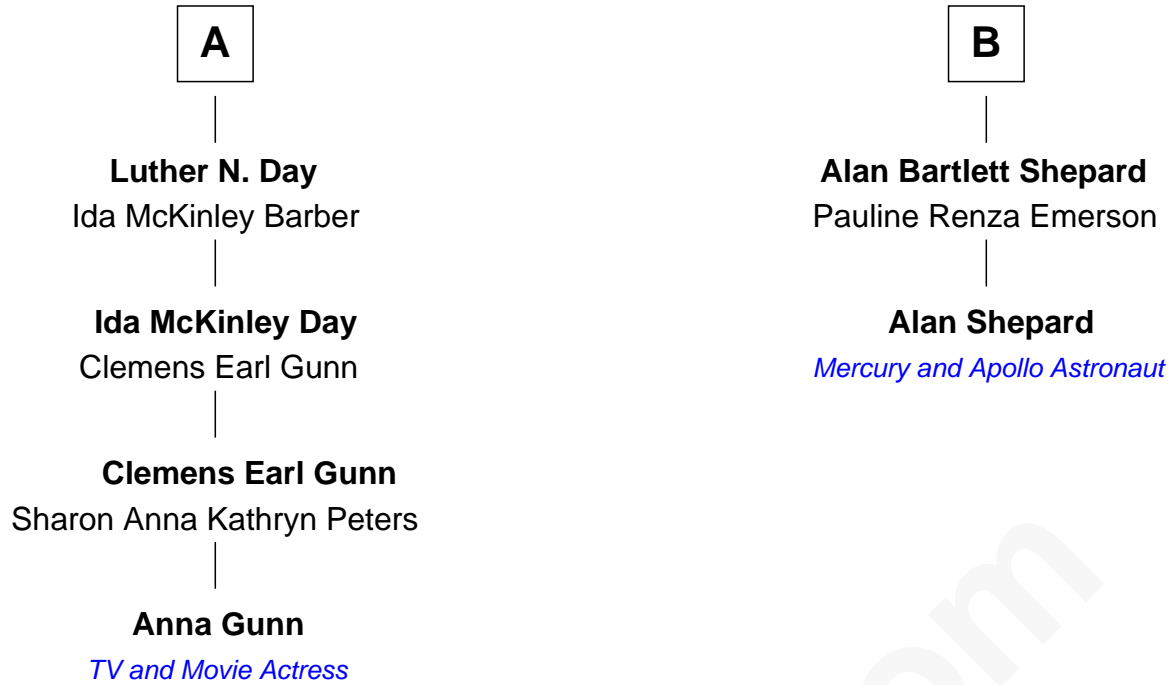 A
Luther N. Day
Ida McKinley Barber
Ida McKinley Day
Clemens Earl Gunn
Clemens Earl Gunn
Sharon Anna Kathryn Peters
Anna Gunn
TV and Movie Actress
B
Alan Bartlett Shepard
Pauline Renza Emerson
Alan Shepard
Mercury and Apollo Astronaut
om